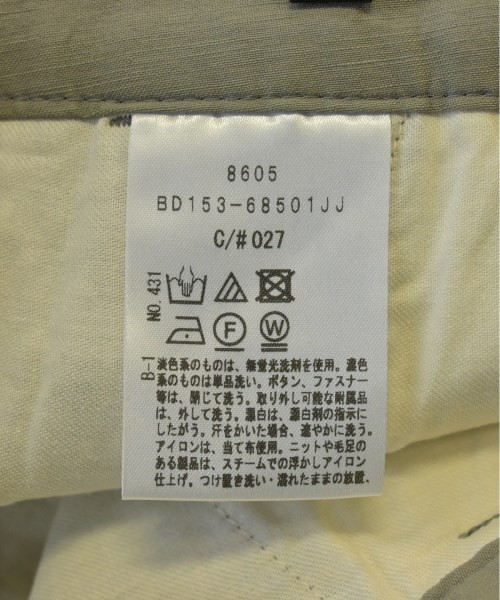 8605
BD153-68501JJ
C/#027
NO.431
F
W
B-1
淡色系のものは、無蛍光洗剤を使用。濃色
系のものは単品洗い。ボタン、ファスナー
等は、閉じて洗う。取り外し可能な附属品
は、外して洗う。漂白は、漂白剤の指示に
したがう。汗をかいた場合、速やかに洗う。
アイロンは、当て布使用。ニットや毛足の
ある製品は、スチームでの浮かしアイロン
仕上げ。つけ置き洗い・濡れたままの放置、